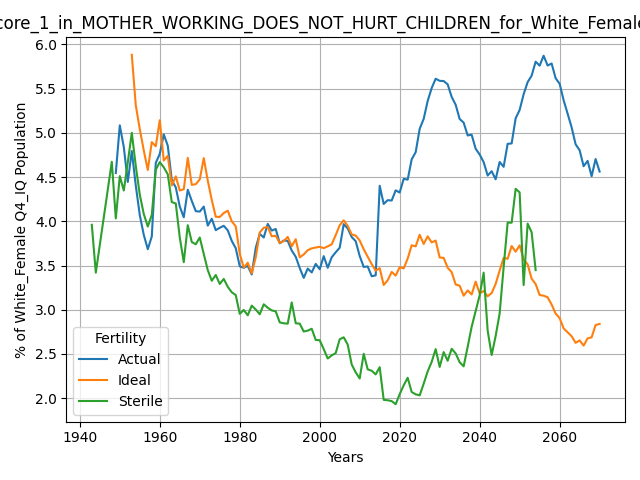 core_1_in_MOTHER_WORKING_DOES_NOT_HURT_CHILDREN_for_White_Female
% of White_Female Q4_IQ Population
6.0
5.5
5.0
4.5
4.0
3.5
3.0
2.5
2.0
Fertility
Actual
Ideal
Sterile
1940 1960 1980 2000 2020 2040 2060
Years